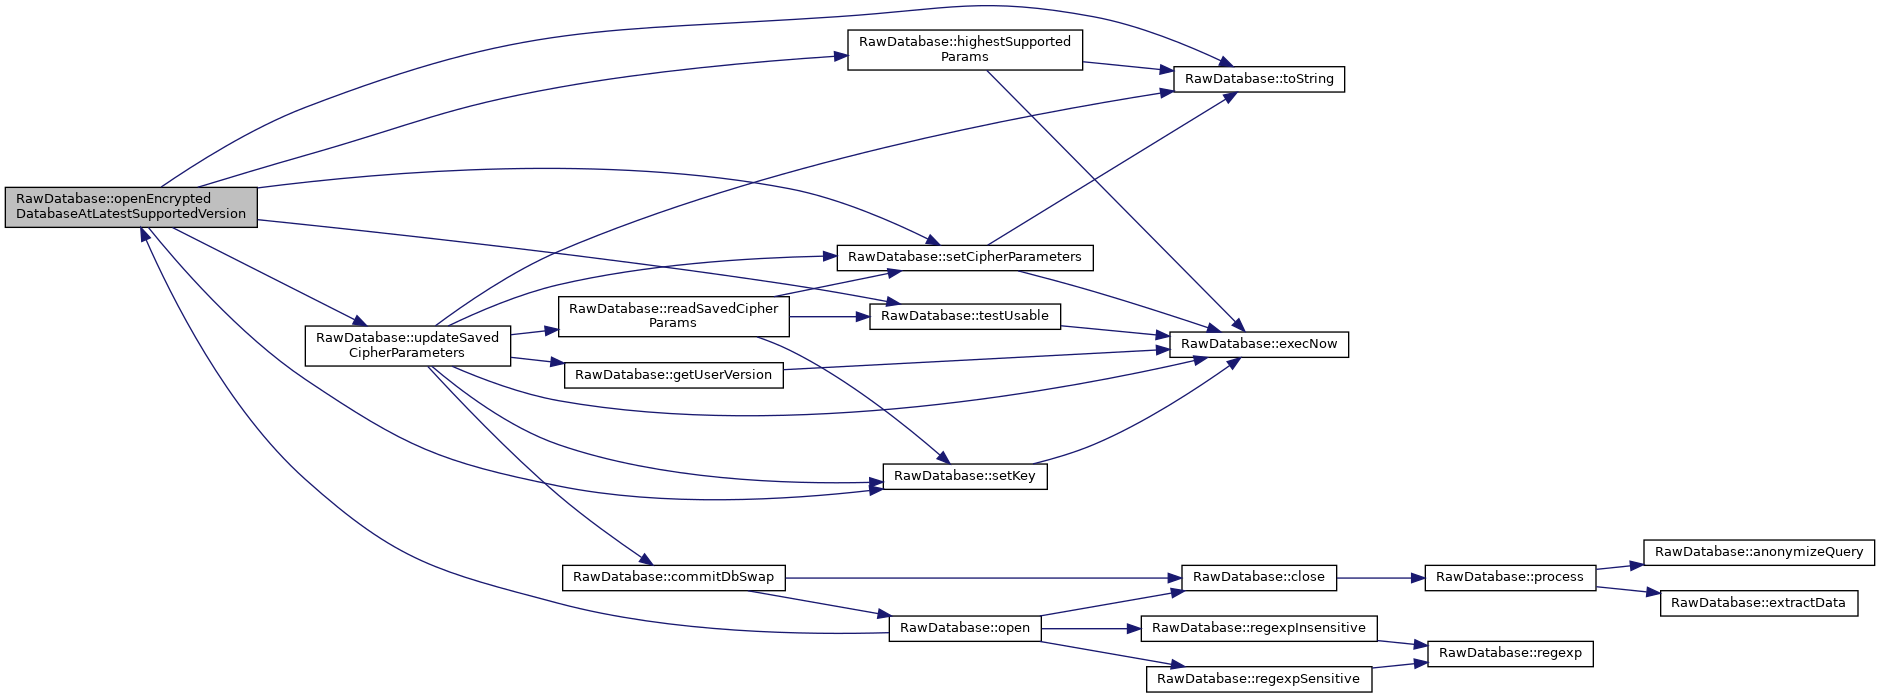 RawDatabase::openEncrypted
DatabaseAtLatestSupportedVersion
RawDatabase::updateSaved
CipherParameters
RawDatabase::readSavedCipher
Params
RawDatabase::getUserVersion
RawDatabase::commitDbSwap
RawDatabase::highestSupported
Params
RawDatabase::setCipherParameters
RawDatabase::testUsable
RawDatabase::setKey
RawDatabase::open
RawDatabase::toString
RawDatabase::execNow
RawDatabase::close
RawDatabase::regexpInsensitive
RawDatabase::regexpSensitive
RawDatabase::process
RawDatabase::regexp
RawDatabase::anonymizeQuery
RawDatabase::extractData